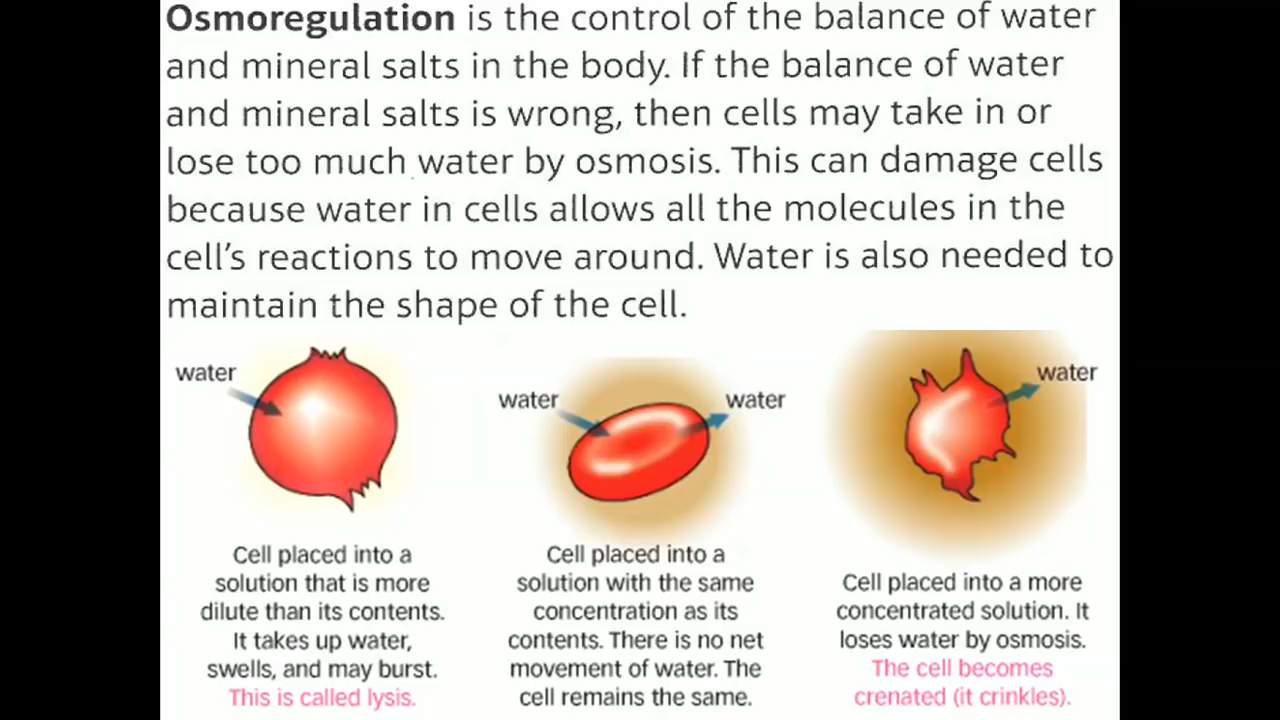 Osmoregulation is the control of the balance of water
and mineral salts in the body. If the balance of water
and mineral salts is wrong, then cells may take in or
lose too much water by osmosis. This can damage cells
because water in cells allows all the molecules in the
cell's reactions to move around. Water is also needed to
maintain the shape of the cell.
water
Cell placed into a
solution that is more
dilute than its contents.
It takes up water,
swells, and may burst.
This is called lysis.
water
water
Cell placed into a
solution with the same
concentration as its
contents. There is no net
movement of water. The
cell remains the same.
water
Cell placed into a more
concentrated solution. It
loses water by osmosis.
The cell becomes
crenated (it crinkles).